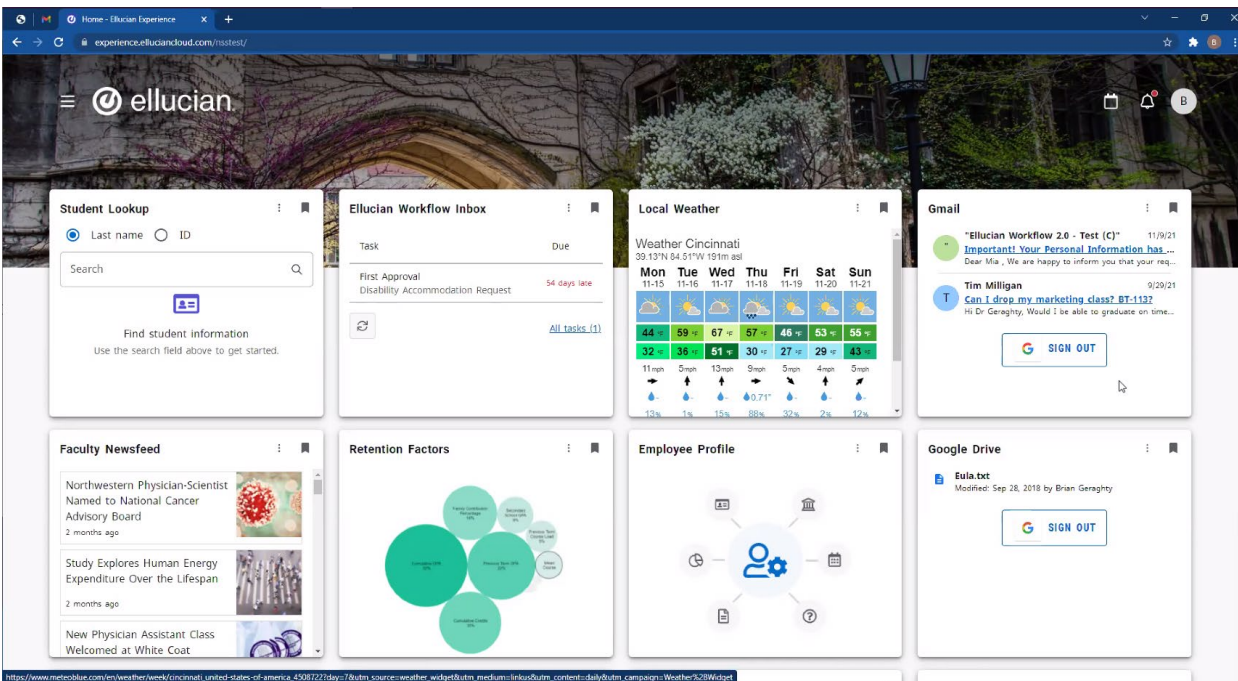 Home - Ellucian Experience
experience.elluciancloud.com/nsstest/
B
ellucian.
B
Student Lookup
Last name
ID
Search
Find student information
Use the search field above to get started.
Ellucian Workflow Inbox
Task
Due
First Approval
Disability Accommodation Request
54 days late
All tasks (1)
Local Weather
Weather Cincinnati
39.13°N 84.51°W 191m asl
Mon Tue Wed Thu Fri Sat Sun
11-15 11-16 11-17 11-18 11-19 11-20 11-21
44 °F 59 °F 67 °F 57 °F 46 °F 53 °F 55 °F
32 °F 36 °F 51 °F 30 °F 27 °F 29 °F 43 °F
11 mph 5mph 13mph 9mph 5mph 4mph 5mph
- - - 0.71" - - -
13% 1% 15% 88% 32% 2% 12%
Gmail
"Ellucian Workflow 2.0 - Test (C)" 11/9/21
Important! Your Personal Information has ...
Dear Mia , We are happy to inform you that your req...
T
Tim Milligan 9/29/21
Can I drop my marketing class? BT-113?
Hi Dr Geraghty, Would I be able to graduate on time...
SIGN OUT
Faculty Newsfeed
Northwestern Physician-Scientist
Named to National Cancer
Advisory Board
2 months ago
Study Explores Human Energy
Expenditure Over the Lifespan
2 months ago
New Physician Assistant Class
Welcomed at White Coat
Retention Factors
Employee Profile
Google Drive
Eula.txt
Modified: Sep 28, 2018 by Brian Geraghty
SIGN OUT
https://www.meteoblue.com/en/weather/week/cincinnati_united-states-of-america_4508722?day=7&utm_source=weather_widget&utm_medium=linkus&utm_content=daily&utm_campaign=Weather%2BWidget